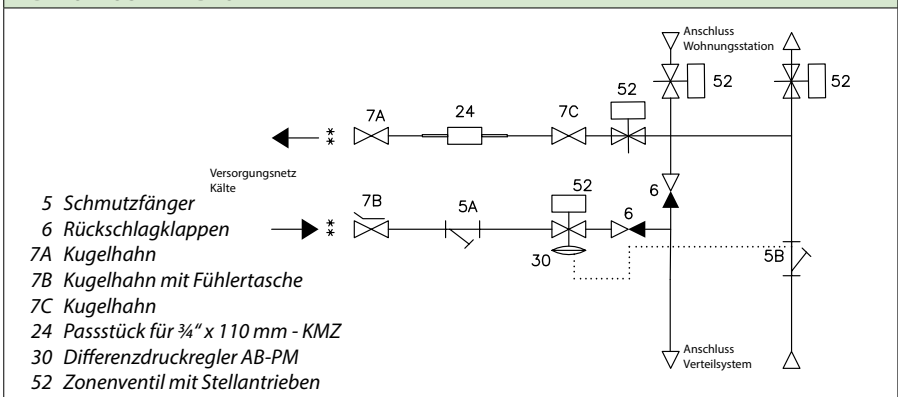 Anschluss
Wohnungsstation
52
52
7A
24
7C
52
**
Versorgungsnetz
Kälte
7B
5A
52
6
6
**
30
5B
5 Schmutzfänger
6 Rückschlagklappen
7A Kugelhahn
7B Kugelhahn mit Fühlertasche
7C Kugelhahn
24 Passstück für ¾“ x 110 mm - KMZ
30 Differenzdruckregler AB-PM
52 Zonenventil mit Stellantrieben
Anschluss
Verteilsystem